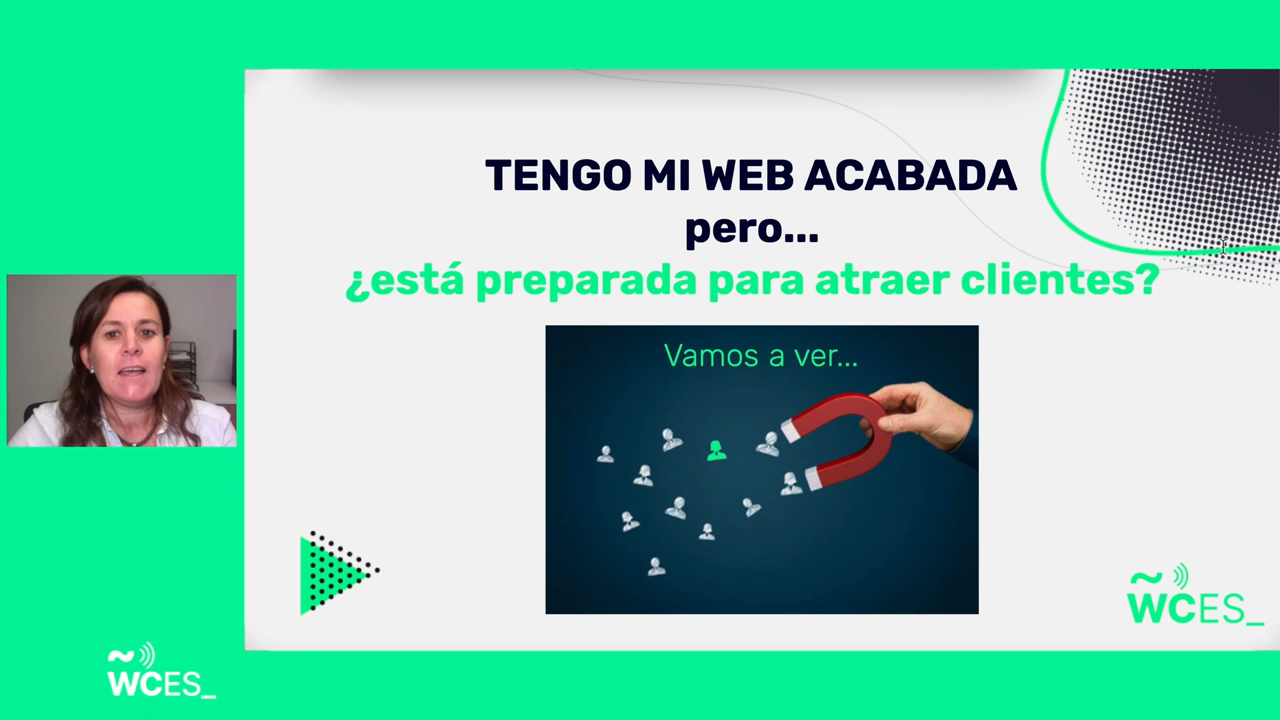 TENGO MI WEB ACABADA
pero...
¿está preparada para atraer clientes?
Vamos a ver...
~
WCES_
~
WCES_